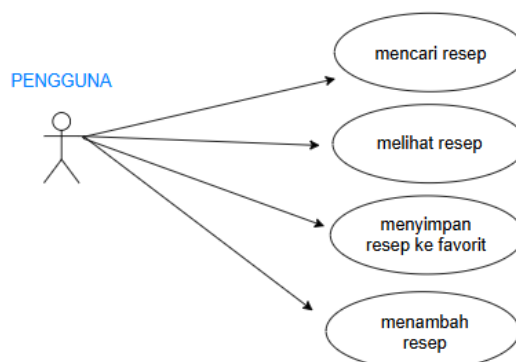 mencari resep
PENGGUNA
melihat resep
menyimpan
resep ke favorit
menambah
resep